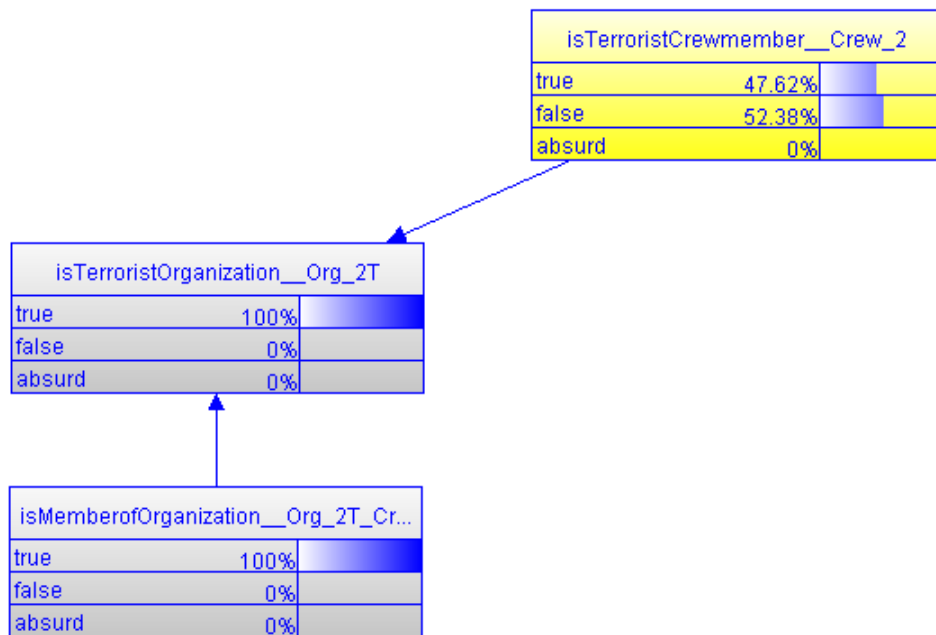 isTerroristCrewmember__Crew_2
true 47.62%
false 52.38%
absurd 0%
isTerroristOrganization__Org_2T
true 100%
false 0%
absurd 0%
isMemberofOrganization__Org_2T_Cr...
true 100%
false 0%
absurd 0%